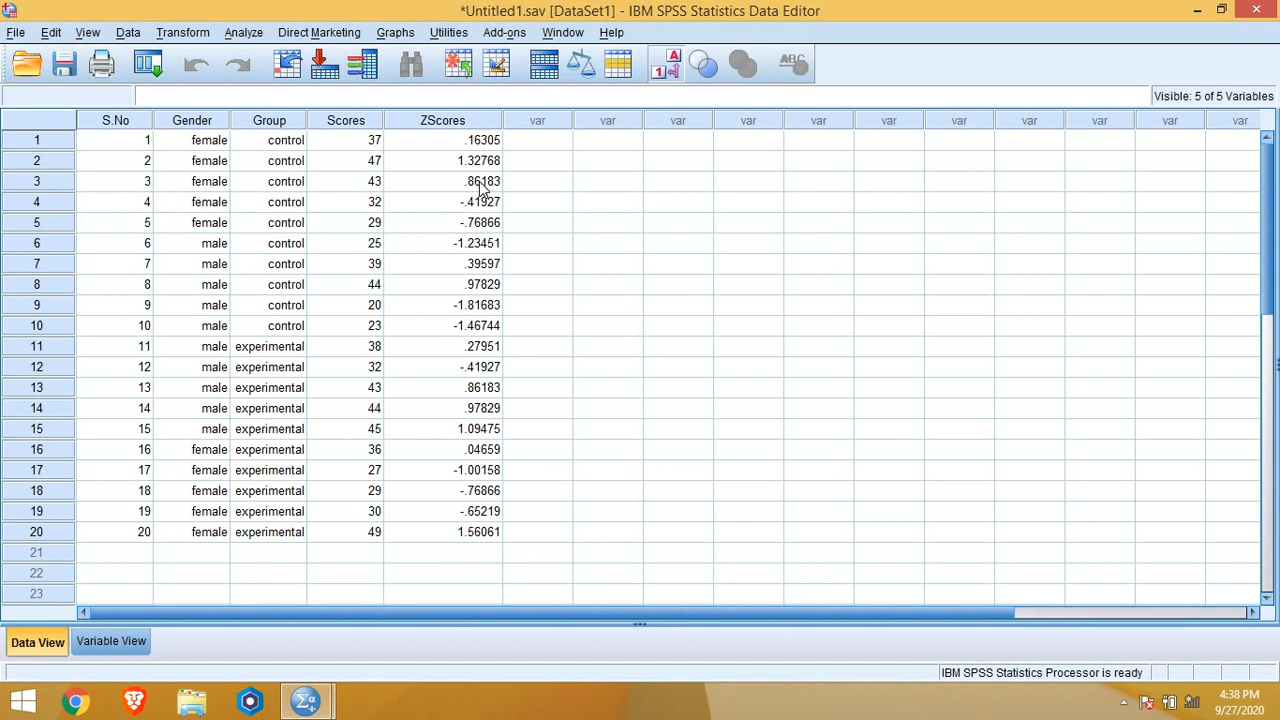 *Untitled1.sav [DataSet1] - IBM SPSS Statistics Data Editor
File Edit View Data Transform Analyze Direct Marketing Graphs Utilities Add-ons Window Help
A 1 ABC
Visible: 5 of 5 Variables
S.No Gender Group Scores ZScores var var var var var var var var var var var
1 1 female control 37 .16305
2 2 female control 47 1.32768
3 3 female control 43 .86183
4 4 female control 32 -.41927
5 5 female control 29 -.76866
6 6 male control 25 -1.23451
7 7 male control 39 .39597
8 8 male control 44 .97829
9 9 male control 20 -1.81683
10 10 male control 23 -1.46744
11 11 male experimental 38 .27951
12 12 male experimental 32 -.41927
13 13 male experimental 43 .86183
14 14 male experimental 44 .97829
15 15 male experimental 45 1.09475
16 16 female experimental 36 .04659
17 17 female experimental 27 -1.00158
18 18 female experimental 29 -.76866
19 19 female experimental 30 -.65219
20 20 female experimental 49 1.56061
21
22
23
Data View Variable View
IBM SPSS Statistics Processor is ready
Σα
4:38 PM
9/27/2020